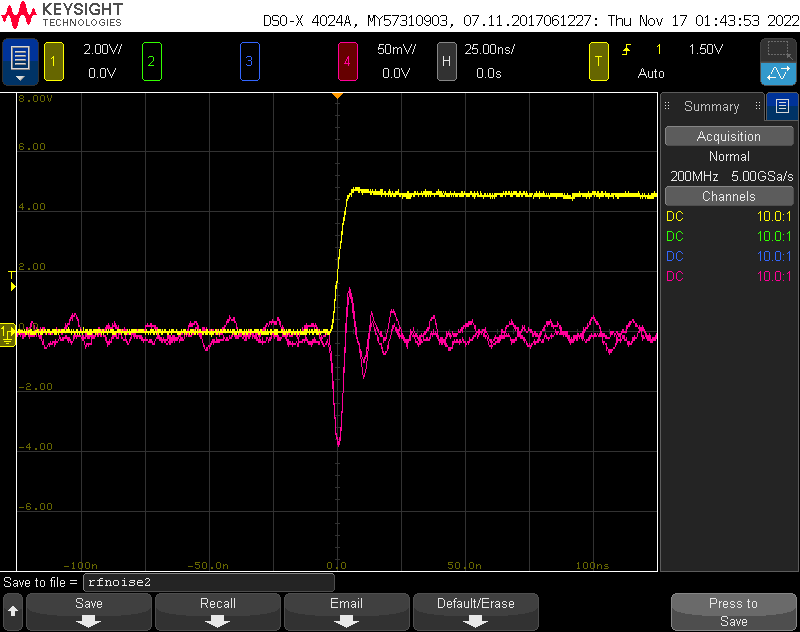 KEYSIGHT
TECHNOLOGIES
DSO-X 4024A, MY57310903, 07.11.2017061227: Thu Nov 17 01:43:53 2022
1 2.00V/ 2 3 4 50mV/ H 25.00ns/ T 1 1.50V
0.0V 0.0V 0.0s Auto
8.00V
6.00
4.00
2.00
T
0.0
1
-2.00
-4.00
-6.00
-100n -50.0n 0.0 50.0n 100ns
Summary
Acquisition
Normal
200MHz 5.00GSa/s
Channels
DC 10.0:1
DC 10.0:1
DC 10.0:1
DC 10.0:1
Save to file = rfnoise2
Save Recall Email Default/Erase Press to
Save